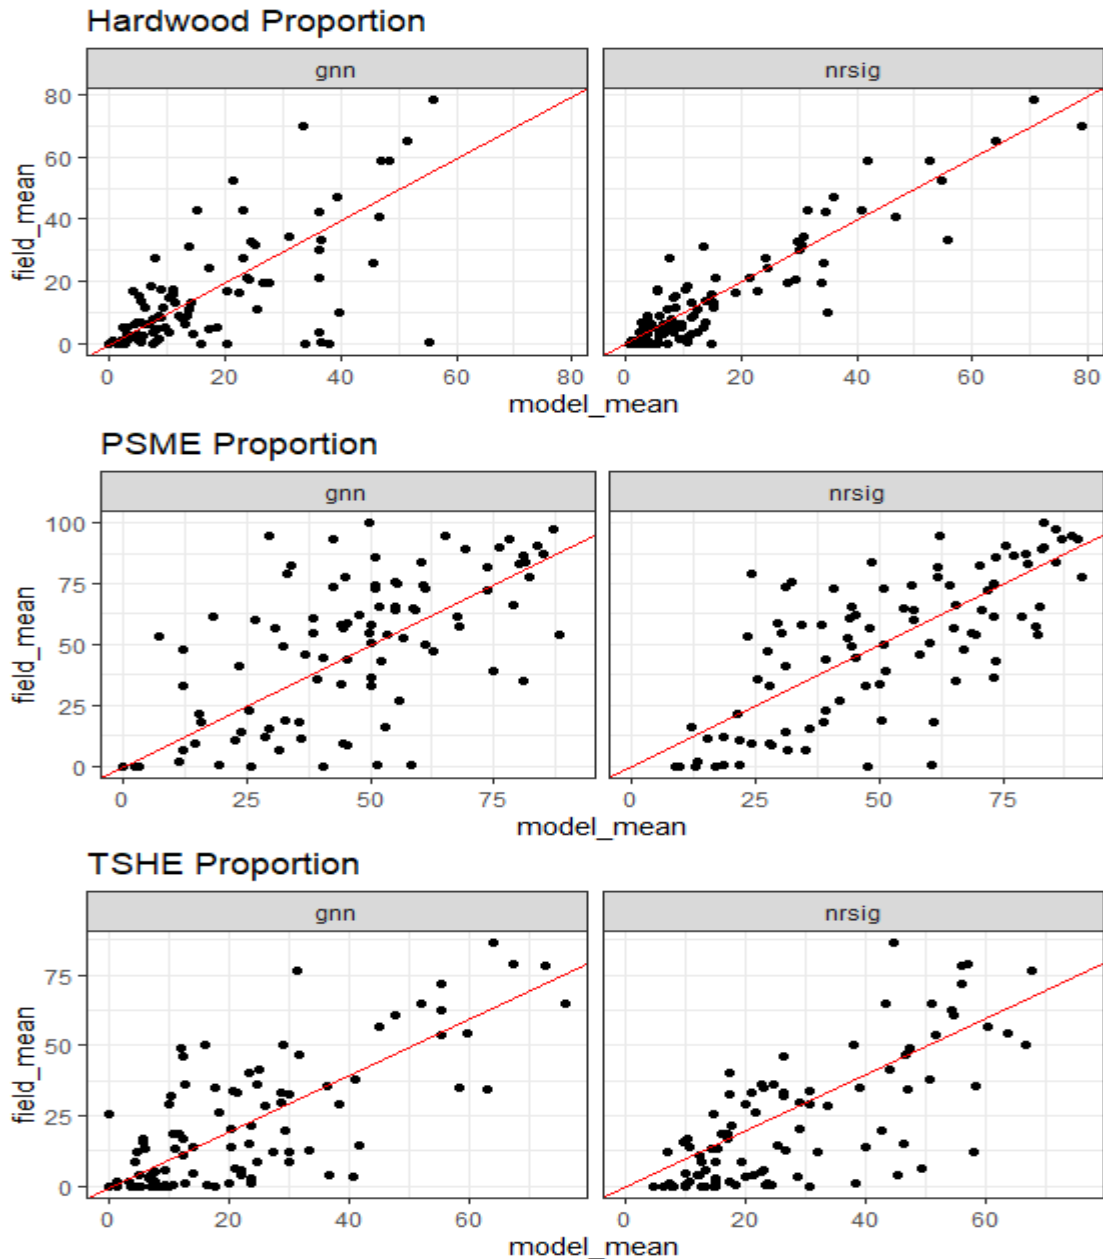 Hardwood Proportion
gnn nrsig
80
60
40
20
0
field_mean
0 20 40 60 80 0 20 40 60 80
model_mean
PSME Proportion
gnn nrsig
100
75
50
25
0
field_mean
0 25 50 75 0 25 50 75
model_mean
TSHE Proportion
gnn nrsig
75
50
25
0
field_mean
0 20 40 60 0 20 40 60
model_mean